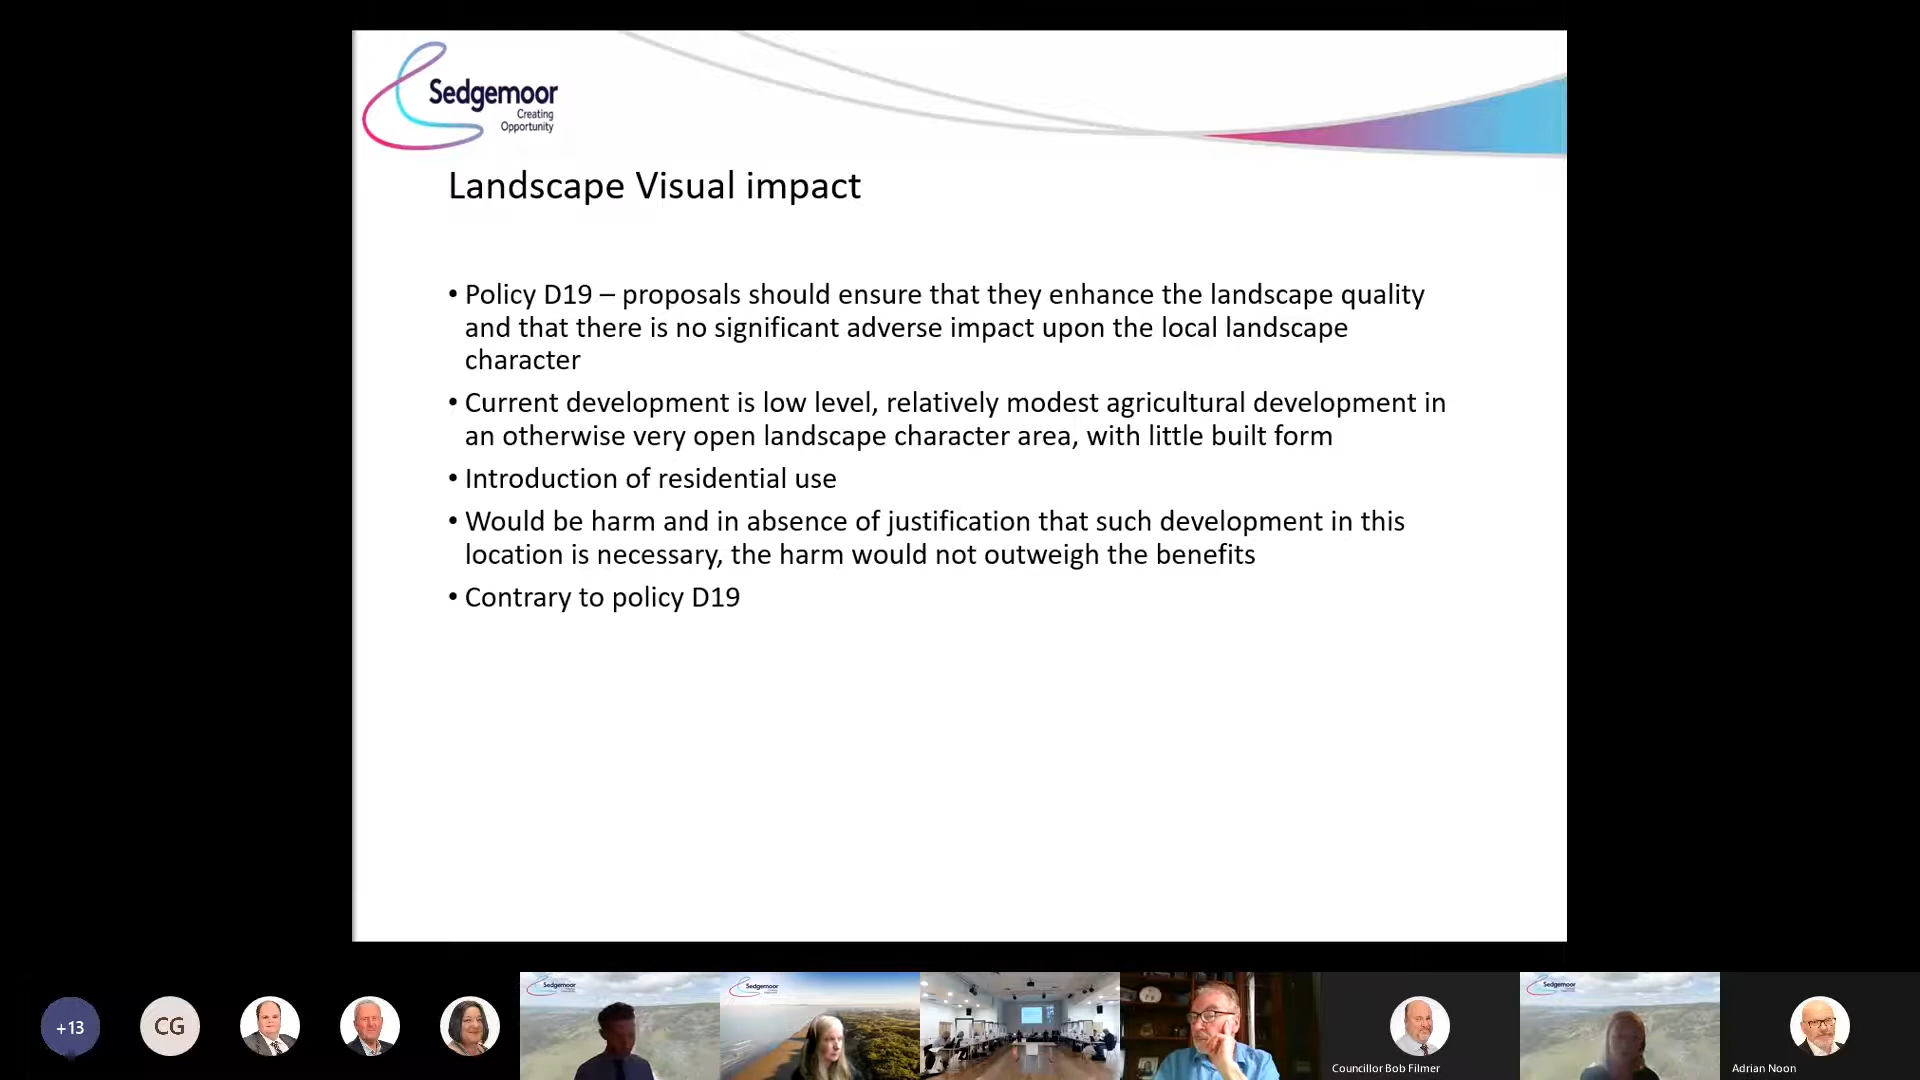 Sedgemoor
Creating
Opportunity
Landscape Visual impact
• Policy D19 – proposals should ensure that they enhance the landscape quality
and that there is no significant adverse impact upon the local landscape
character
• Current development is low level, relatively modest agricultural development in
an otherwise very open landscape character area, with little built form
• Introduction of residential use
• Would be harm and in absence of justification that such development in this
location is necessary, the harm would not outweigh the benefits
• Contrary to policy D19
+13
CG
Sedgemoor
Sedgemoor
Councillor Bob Filmer
Sedgemoor
Adrian Noon